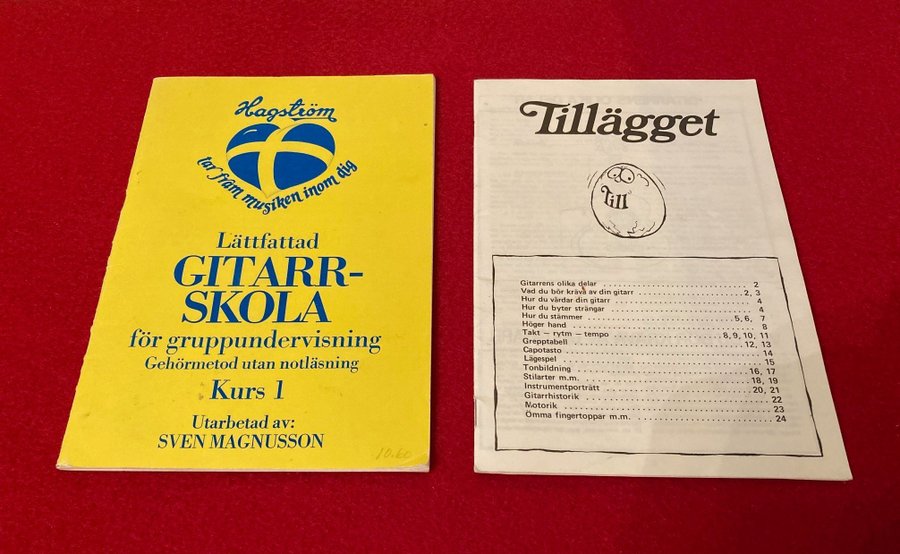 Hagström
tar fram musiken inom dig
Lättfattad
GITARR-
SKOLA
för gruppundervisning
Gehörmetod utan notläsning
Kurs 1
Utarbetad av:
SVEN MAGNUSSON
10.60
Tillägget
Till
Gitarrens olika delar 2
Vad du bör kräva av din gitarr 2, 3
Hur du vårdar din gitarr 4
Hur du byter strängar 4
Hur du stämmer 5, 6, 7
Höger hand 8
Takt – rytm – tempo 8, 9, 10, 11
Grepptabell 12, 13
Capotasto 14
Lägespel 15
Tonbildning 16, 17
Stilarter m.m. 18, 19
Instrumentporträtt 20, 21
Gitarrhistorik 22
Motorik 23
Ömma fingertoppar m.m. 24